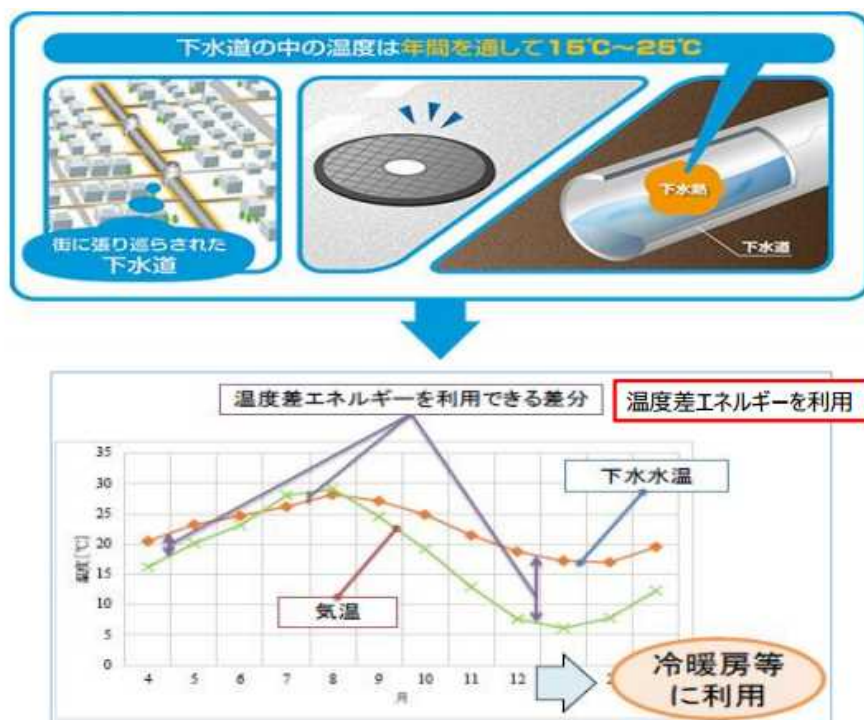 下水道の中の温度は年間を通して15℃～25℃
街に張り巡らされた
下水道
下水熱
下水道
温度差エネルギーを利用できる差分
温度差エネルギーを利用
35
30
25
20
15
10
5
0
温度[℃]
下水水温
気温
4
5
6
7
8
9
10
11
12
2
月
冷暖房等
に利用